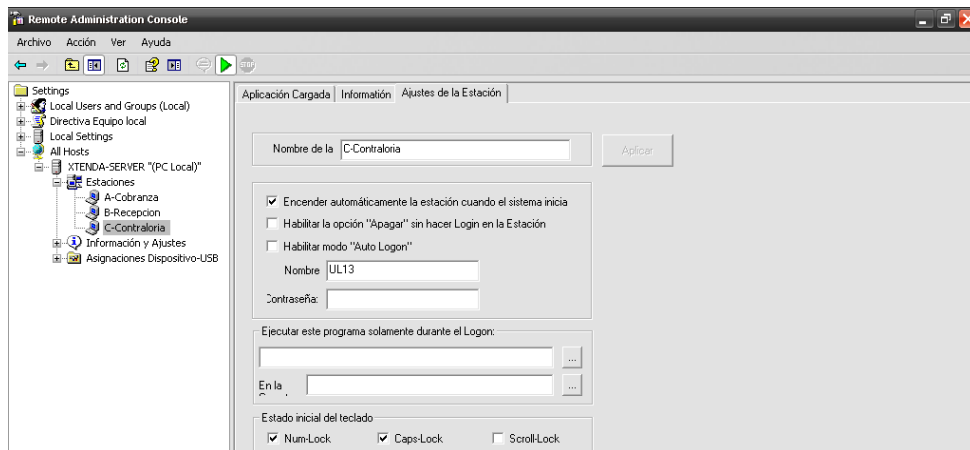 Remote Administration Console
Archivo Acción Ver Ayuda
STOP
Settings
Local Users and Groups (Local)
Directiva Equipo local
Local Settings
All Hosts
XTENDA-SERVER "(PC Local)"
Estaciones
A-Cobranza
B-Recepcion
C-Contraloria
Información y Ajustes
Asignaciones Dispositivo-USB
Aplicación Cargada Informatión Ajustes de la Estación
Nombre de la C-Contraloria Aplicar
Encender automáticamente la estación cuando el sistema inicia
Habilitar la opción "Apagar" sin hacer Login en la Estación
Habilitar modo "Auto Logon"
Nombre UL13
Contraseña:
Ejecutar este programa solamente durante el Logon:
...
En la
...
Estado inicial del teclado
Num-Lock Caps-Lock Scroll-Lock